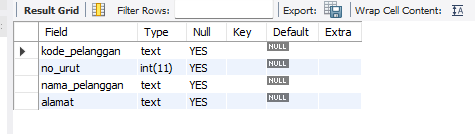 Result Grid Filter Rows: Export: Wrap Cell Content:
Field Type Null Key Default Extra
kode_pelanggan text YES NULL
no_urut int(11) YES NULL
nama_pelanggan text YES NULL
alamat text YES NULL